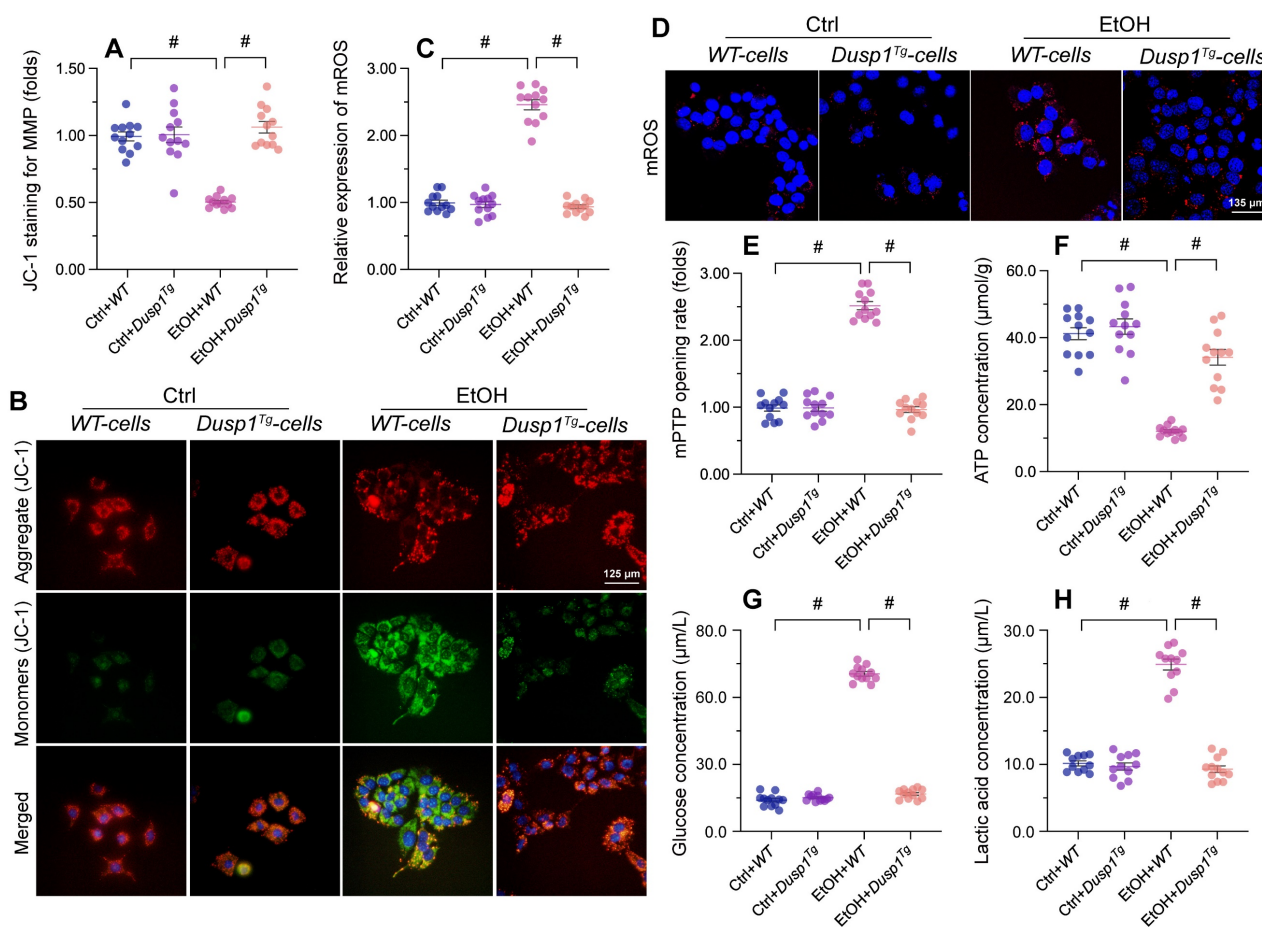 A
JC-1 staining for MMP (folds)
# #
1.50
1.00
0.50
0.00
Ctrl+WT
Ctrl+Dusp1Tg
EtOH+WT
EtOH+Dusp1Tg
C
Relative expression of mROS
# #
3.00
2.00
1.00
0.00
Ctrl+WT
Ctrl+Dusp1Tg
EtOH+WT
EtOH+Dusp1Tg
D
Ctrl EtOH
WT-cells Dusp1Tg-cells WT-cells Dusp1Tg-cells
mROS
135 µm
B
Ctrl EtOH
WT-cells Dusp1Tg-cells WT-cells Dusp1Tg-cells
Aggregate (JC-1)
125 µm
Monomers (JC-1)
Merged
E
mPTP opening rate (folds)
# #
3.00
2.00
1.00
0.00
Ctrl+WT
Ctrl+Dusp1Tg
EtOH+WT
EtOH+Dusp1Tg
F
ATP concentration (µmol/g)
# #
60.0
40.0
20.0
0.0
Ctrl+WT
Ctrl+Dusp1Tg
EtOH+WT
EtOH+Dusp1Tg
G
Glucose concentration (µm/L)
# #
80.0
60.0
30.0
0.0
Ctrl+WT
Ctrl+Dusp1Tg
EtOH+WT
EtOH+Dusp1Tg
H
Lactic acid concentration (µm/L)
# #
30.0
20.0
10.0
0.0
Ctrl+WT
Ctrl+Dusp1Tg
EtOH+WT
EtOH+Dusp1Tg